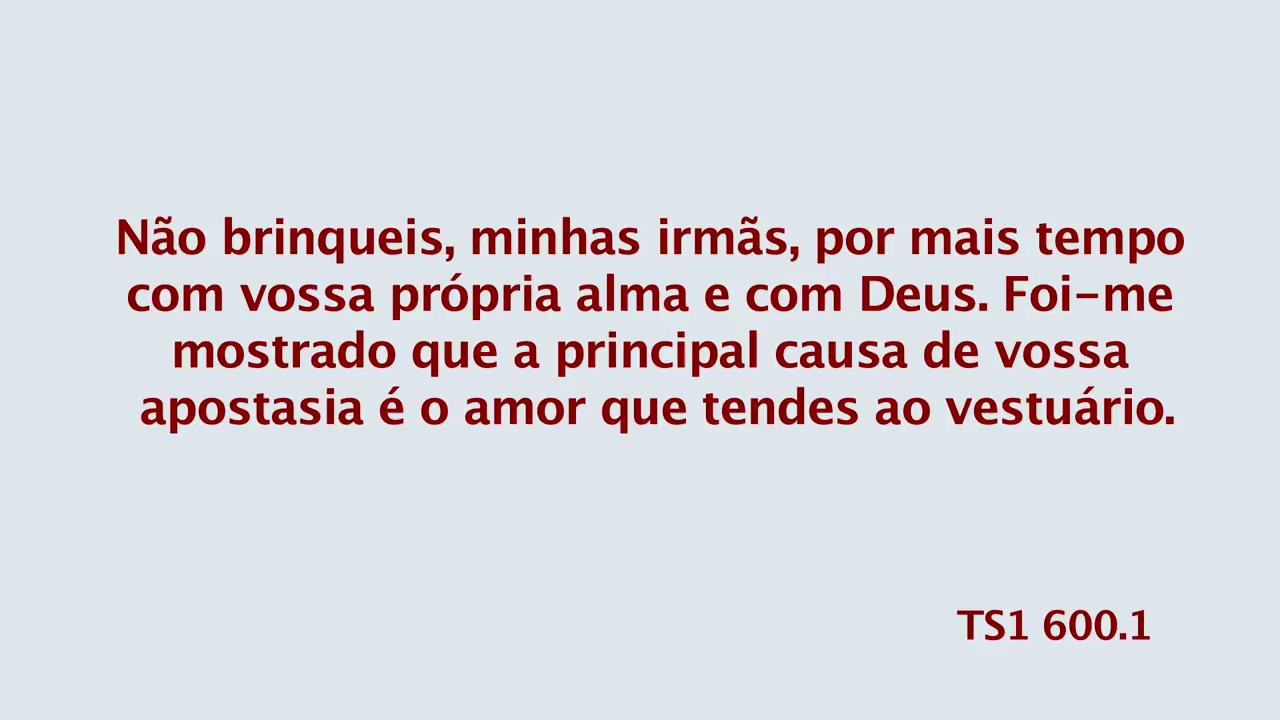 Não brinqueis, minhas irmãs, por mais tempo
com vossa própria alma e com Deus. Foi-me
mostrado que a principal causa de vossa
apostasia é o amor que tendes ao vestuário.
TS1 600.1